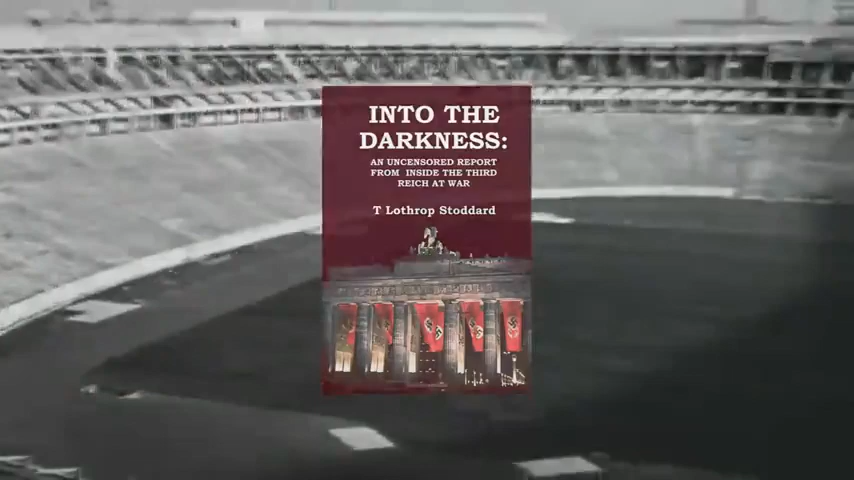 INTO THE
DARKNESS:
AN UNCENSORED REPORT
FROM INSIDE THE THIRD
REICH AT WAR
T Lothrop Stoddard